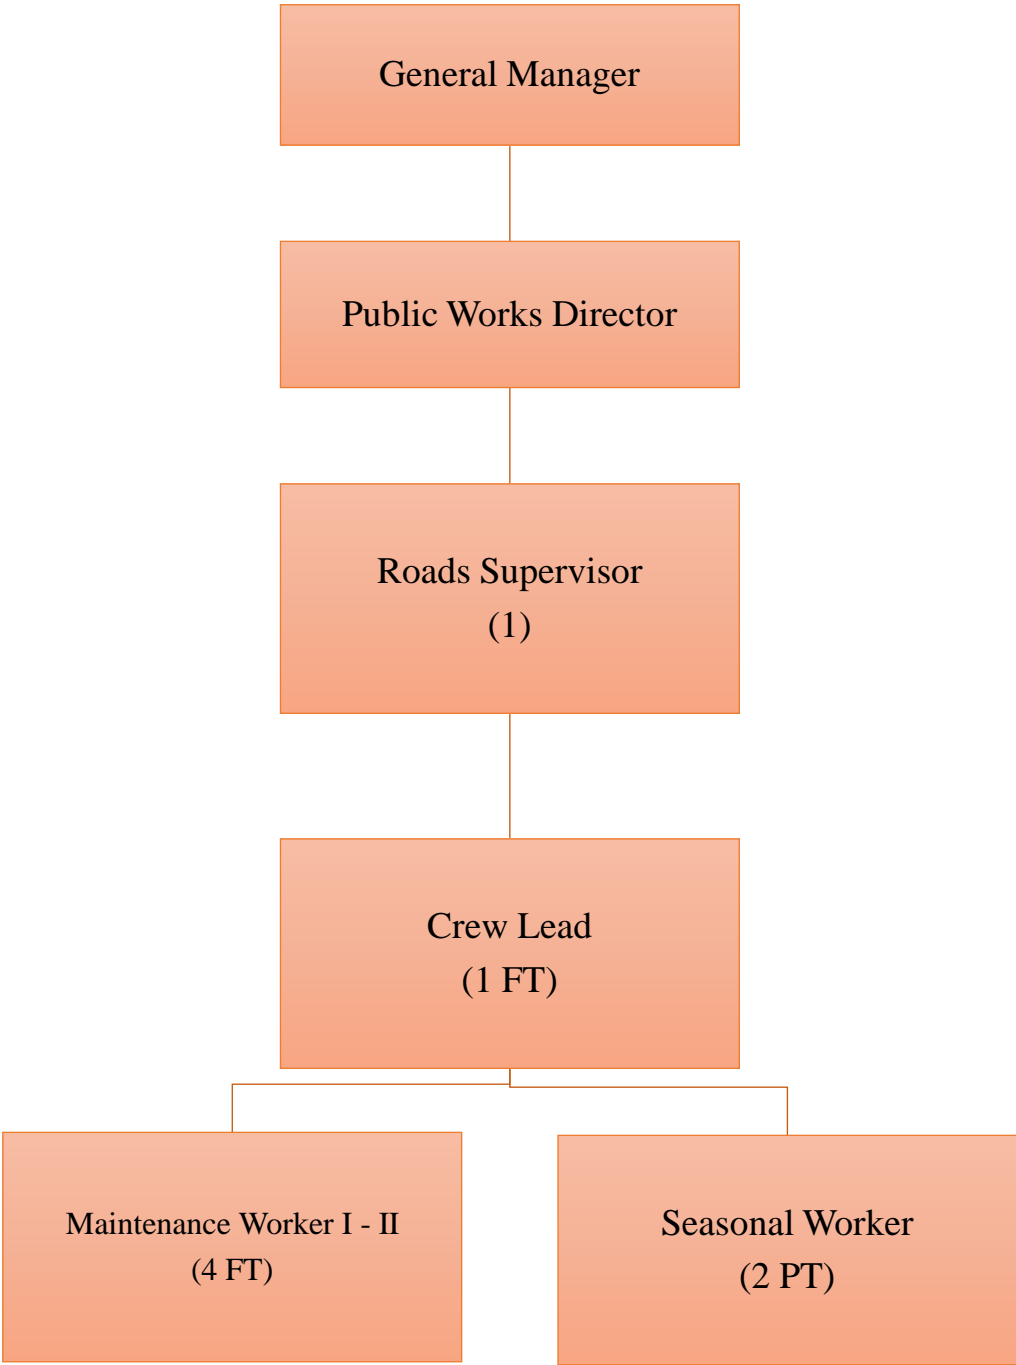 General Manager
Public Works Director
Roads Supervisor
(1)
Crew Lead
(1 FT)
Maintenance Worker I - II
(4 FT)
Seasonal Worker
(2 PT)